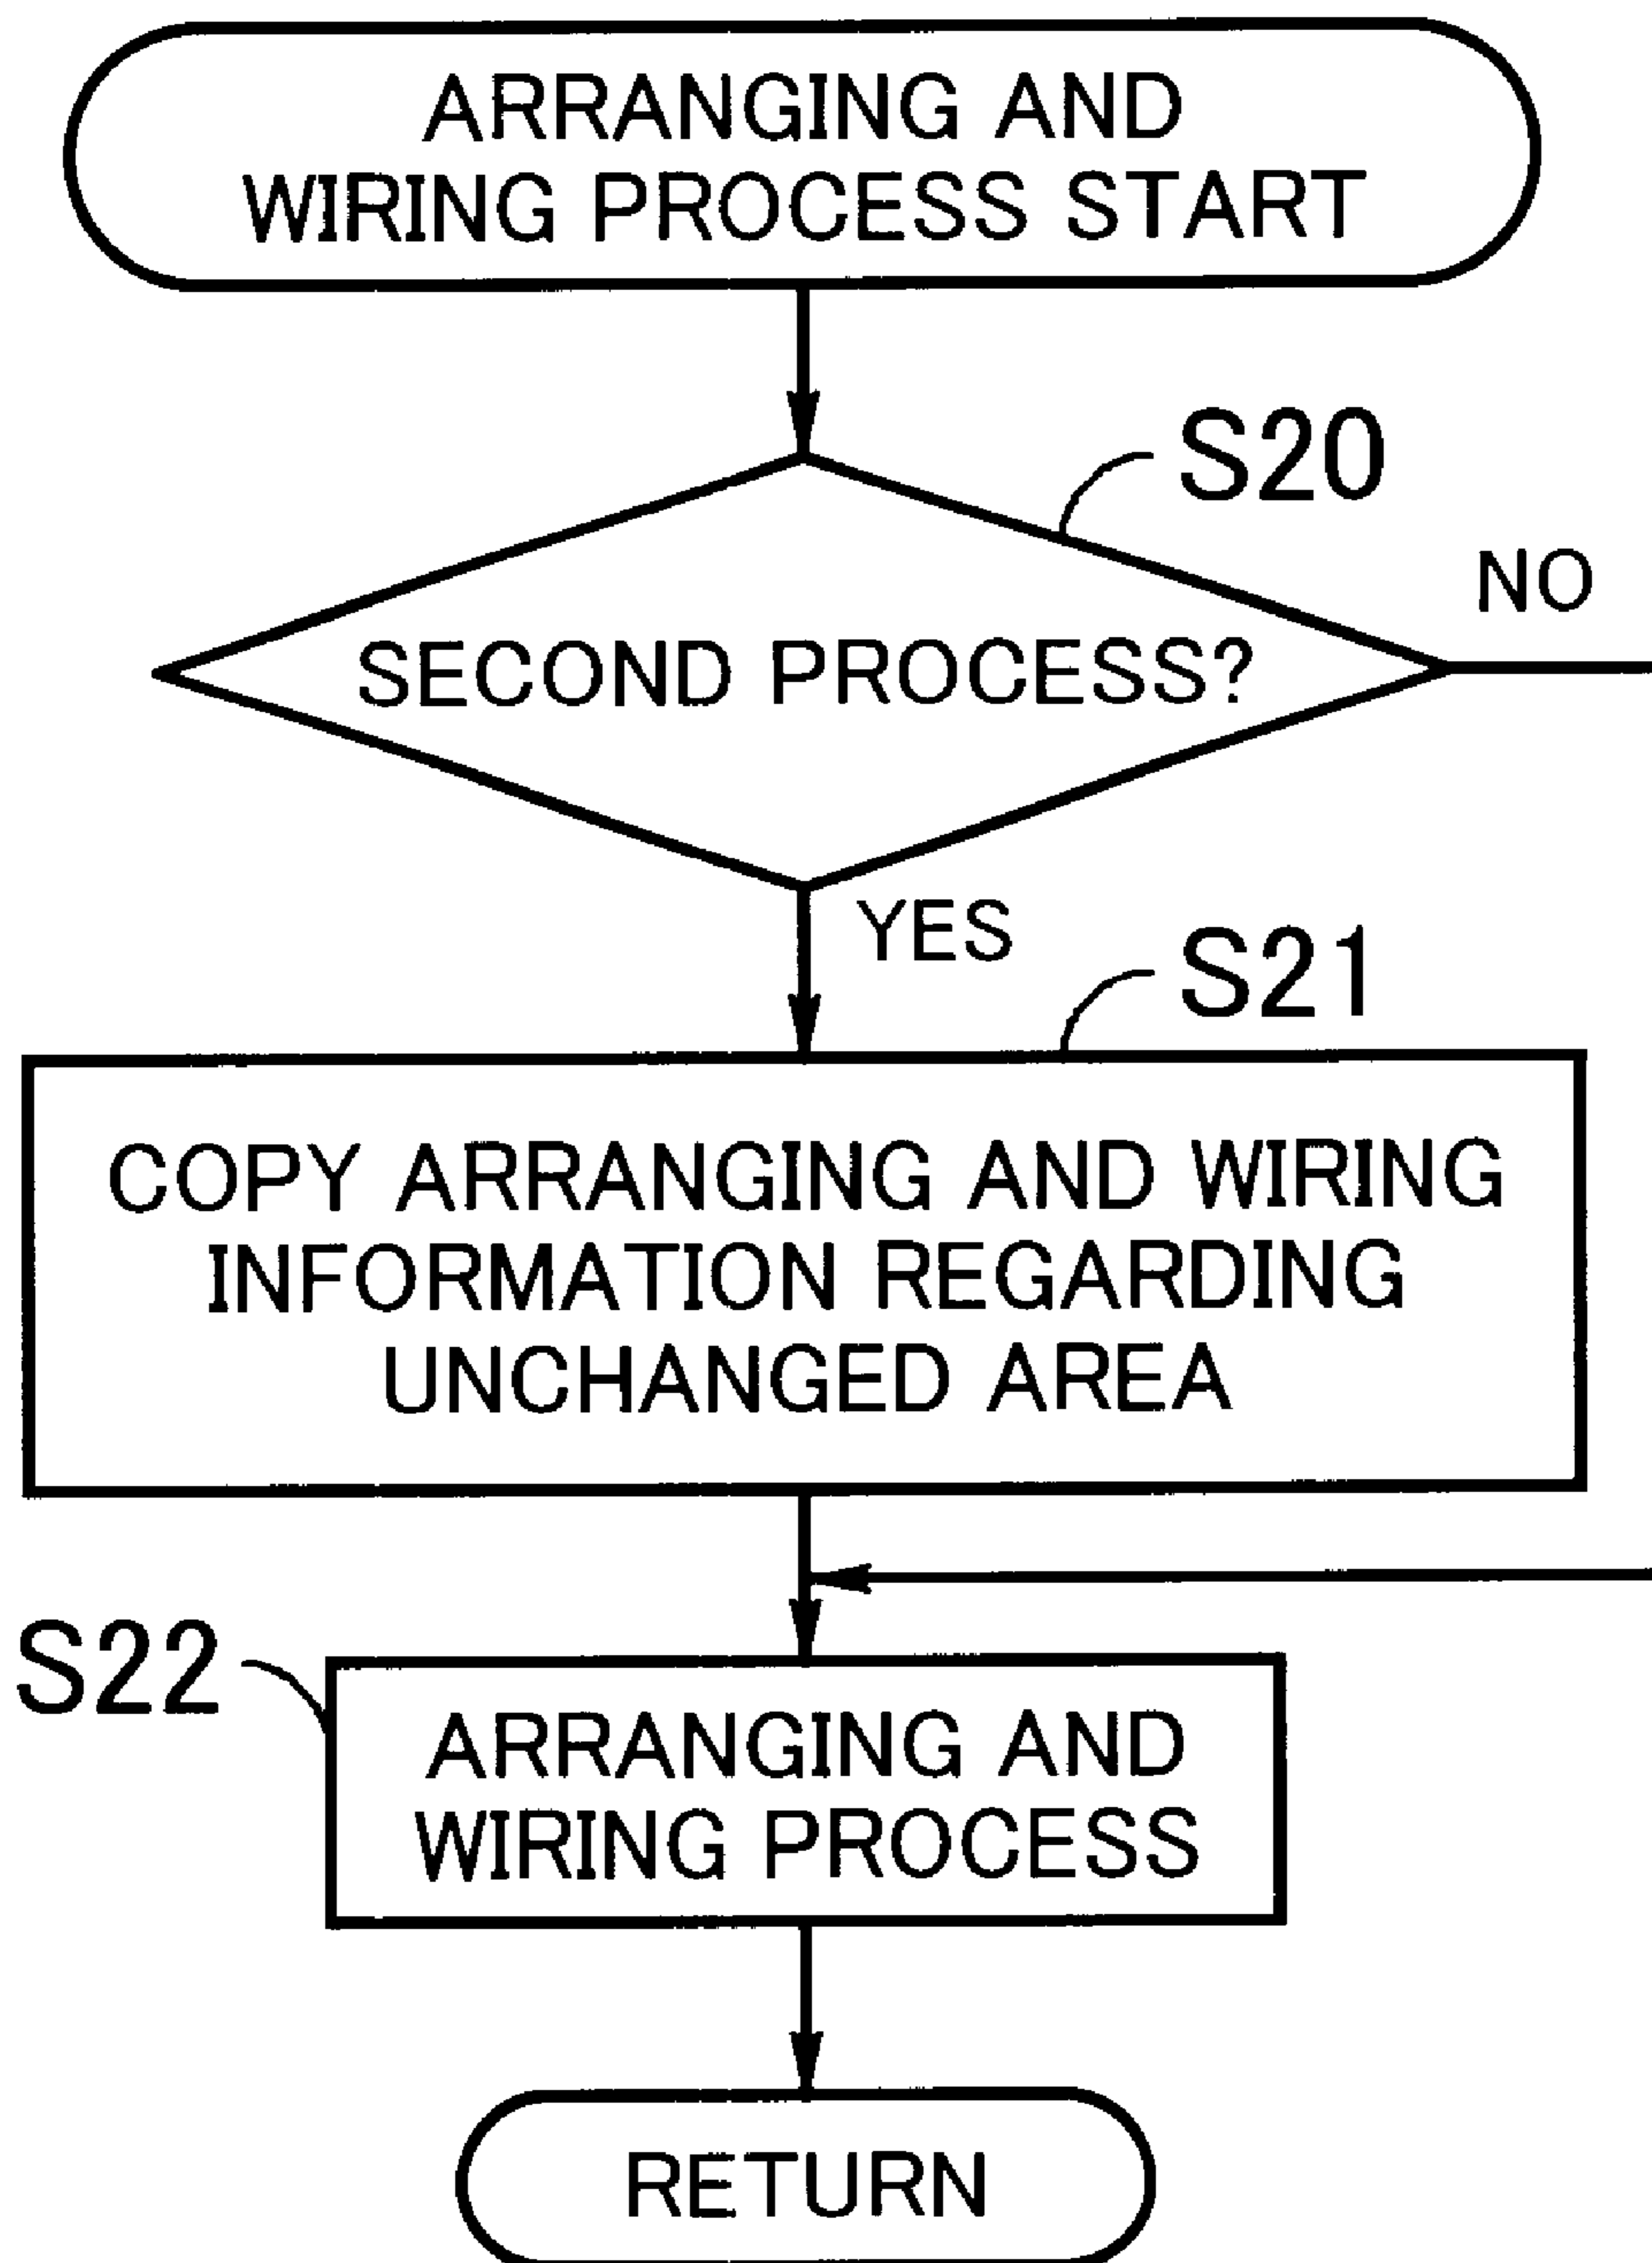 ARRANGING AND
WIRING PROCESS START
S20
NO
SECOND PROCESS?
YES
S21
COPY ARRANGING AND WIRING
INFORMATION REGARDING
UNCHANGED AREA
S22
ARRANGING AND
WIRING PROCESS
RETURN